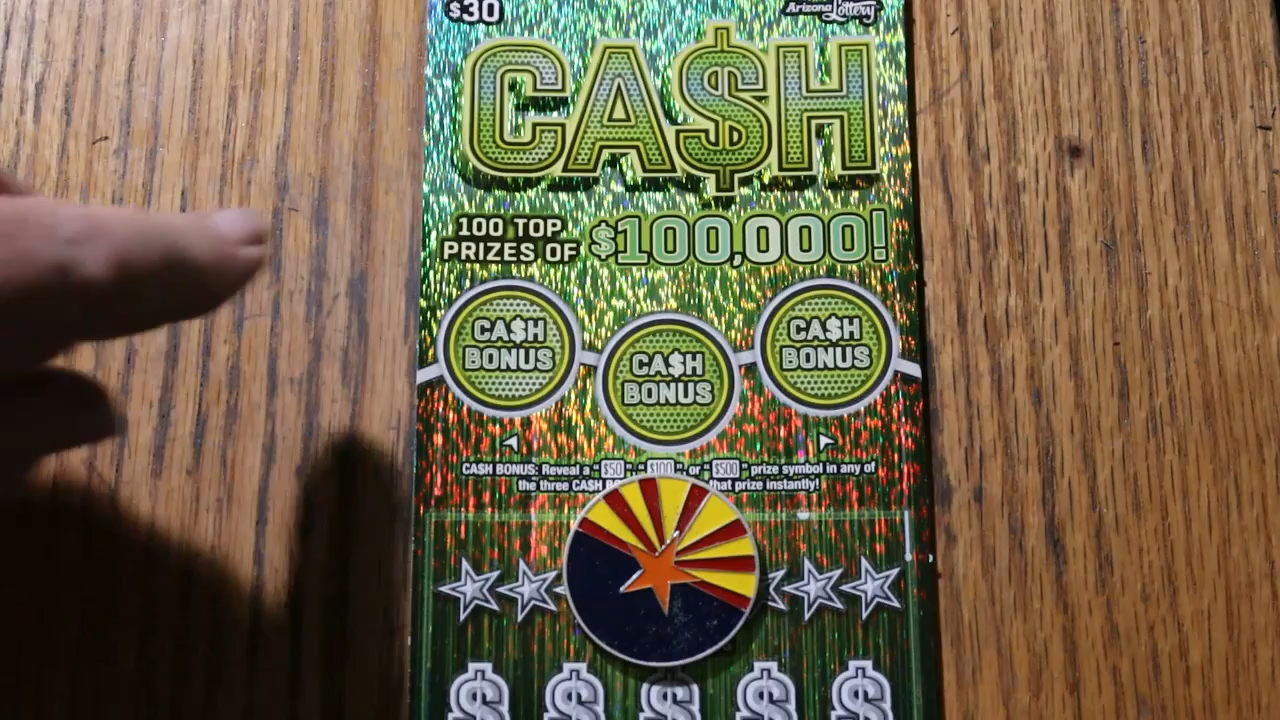 $30
Arizona Lottery
CA$H
100 TOP
PRIZES OF
$100,000!
CA$H
BONUS
CA$H
BONUS
CA$H
BONUS
CA$H BONUS: Reveal a "$50", "$100", or "$500" prize symbol in any of
the three CA$H that prize instantly!
$ $ $ $ $